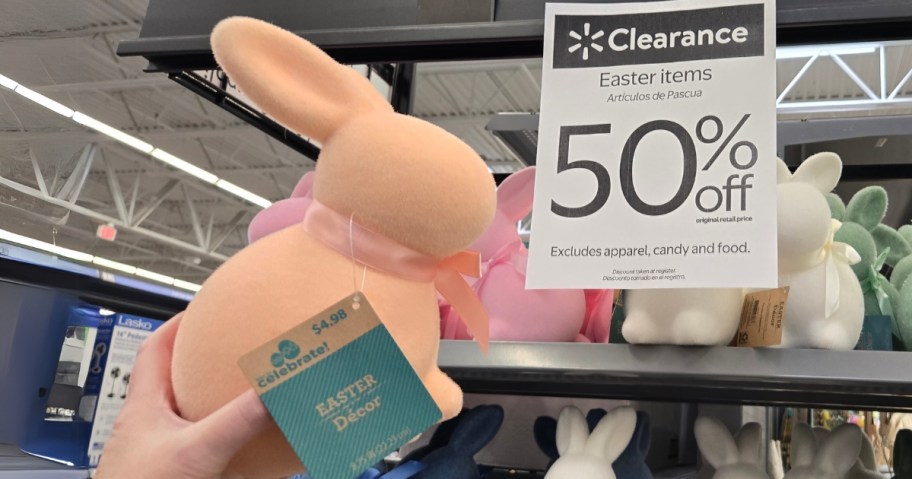 Clearance
Easter items
Artículos de Pascua
50% off
original retail price
Excludes apparel, candy and food.
Discount taken at register.
Descuento tomado en el registro.
$4.98
celebrate!
EASTER
Décor
Lasko